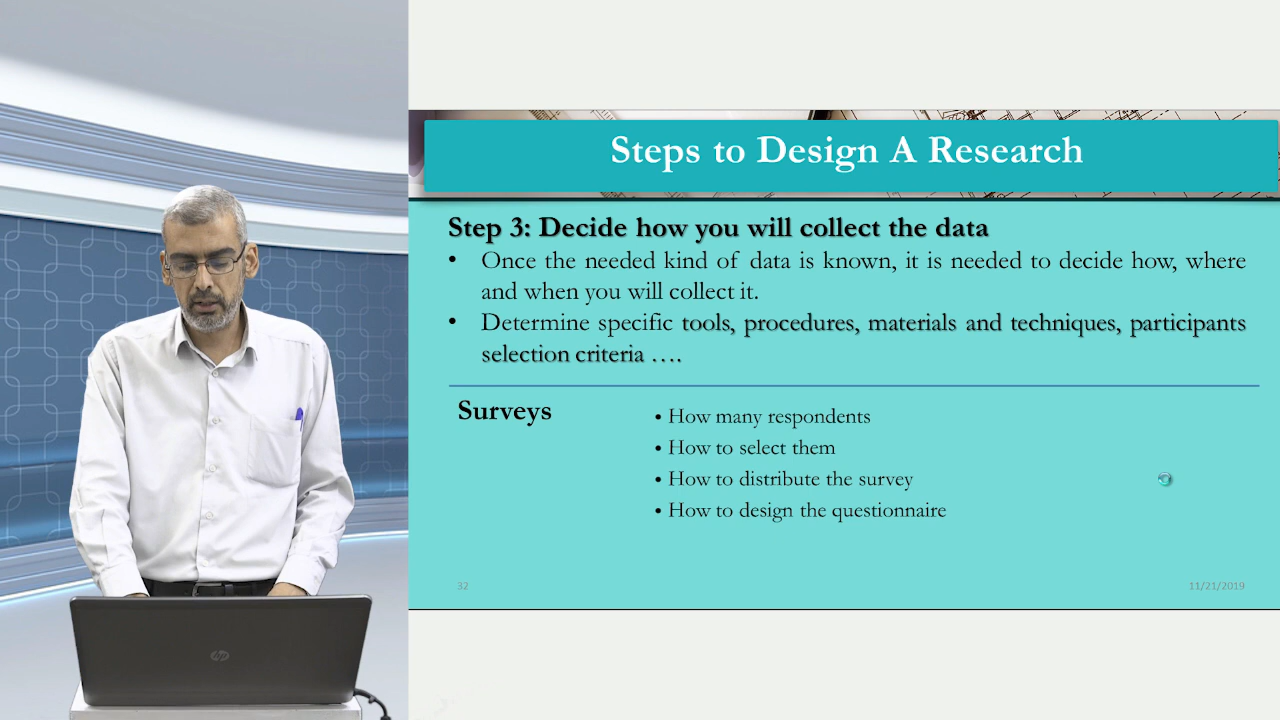 Steps to Design A Research
Step 3: Decide how you will collect the data
• Once the needed kind of data is known, it is needed to decide how, where
and when you will collect it.
• Determine specific tools, procedures, materials and techniques, participants
selection criteria ….
Surveys
• How many respondents
• How to select them
• How to distribute the survey
• How to design the questionnaire
32
11/21/2019
hp